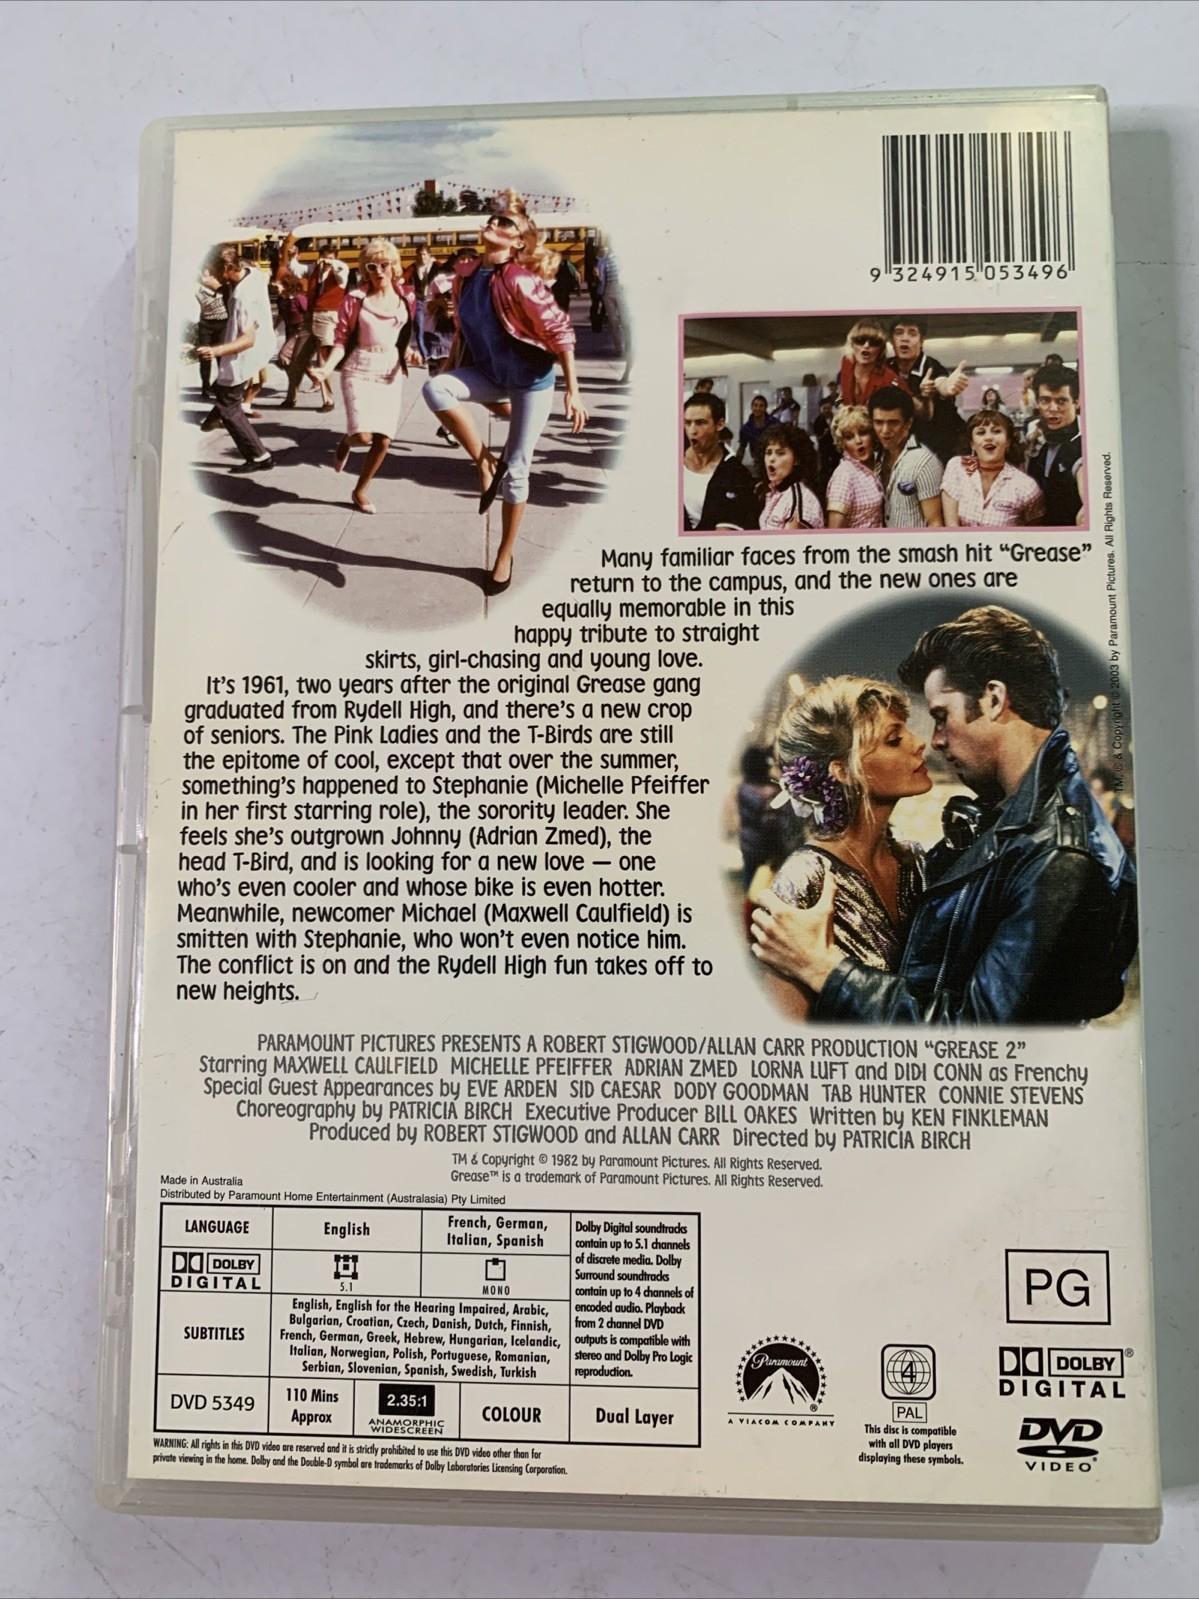 9 324915 053496
Many familiar faces from the smash hit “Grease”
return to the campus, and the new ones are
equally memorable in this
happy tribute to straight
skirts, girl-chasing and young love.
It's 1961, two years after the original Grease gang
graduated from Rydell High, and there's a new crop
of seniors. The Pink Ladies and the T-Birds are still
the epitome of cool, except that over the summer,
something's happened to Stephanie (Michelle Pfeiffer
in her first starring role), the sorority leader. She
feels she's outgrown Johnny (Adrian Zmed), the
head T-Bird, and is looking for a new love — one
who's even cooler and whose bike is even hotter.
Meanwhile, newcomer Michael (Maxwell Caulfield) is
smitten with Stephanie, who won't even notice him.
The conflict is on and the Rydell High fun takes off to
new heights.
TM, ® & Copyright © 2003 by Paramount Pictures. All Rights Reserved.
PARAMOUNT PICTURES PRESENTS A ROBERT STIGWOOD/ALLAN CARR PRODUCTION “GREASE 2”
Starring MAXWELL CAULFIELD MICHELLE PFEIFFER ADRIAN ZMED LORNA LUFT and DIDI CONN as Frenchy
Special Guest Appearances by EVE ARDEN SID CAESAR DODY GOODMAN TAB HUNTER CONNIE STEVENS
Choreography by PATRICIA BIRCH Executive Producer BILL OAKES Written by KEN FINKLEMAN
Produced by ROBERT STIGWOOD and ALLAN CARR Directed by PATRICIA BIRCH
TM & Copyright © 1982 by Paramount Pictures. All Rights Reserved.
Grease™ is a trademark of Paramount Pictures. All Rights Reserved.
Made in Australia
Distributed by Paramount Home Entertainment (Australasia) Pty Limited
LANGUAGE
English
French, German,
Italian, Spanish
DOLBY
DIGITAL
5.1
MONO
SUBTITLES
English, English for the Hearing Impaired, Arabic,
Bulgarian, Croatian, Czech, Danish, Dutch, Finnish,
French, German, Greek, Hebrew, Hungarian, Icelandic,
Italian, Norwegian, Polish, Portuguese, Romanian,
Serbian, Slovenian, Spanish, Swedish, Turkish
Dolby Digital soundtracks
contain up to 5.1 channels
of discrete media. Dolby
Surround soundtracks
contain up to 4 channels of
encoded audio. Playback
from 2 channel DVD
outputs is compatible with
stereo and Dolby Pro Logic
reproduction.
DVD 5349
110 Mins
Approx
2.35:1
ANAMORPHIC
WIDESCREEN
COLOUR
Dual Layer
WARNING: All rights in this DVD video are reserved and it is strictly prohibited to use this DVD video other than for
private viewing in the home. Dolby and the Double-D symbol are trademarks of Dolby Laboratories Licensing Corporation.
Paramount
®
A VIACOM COMPANY
4
PAL
This disc is compatible
with all DVD players
displaying these symbols.
PG
DOLBY®
DIGITAL
DVD
VIDEO